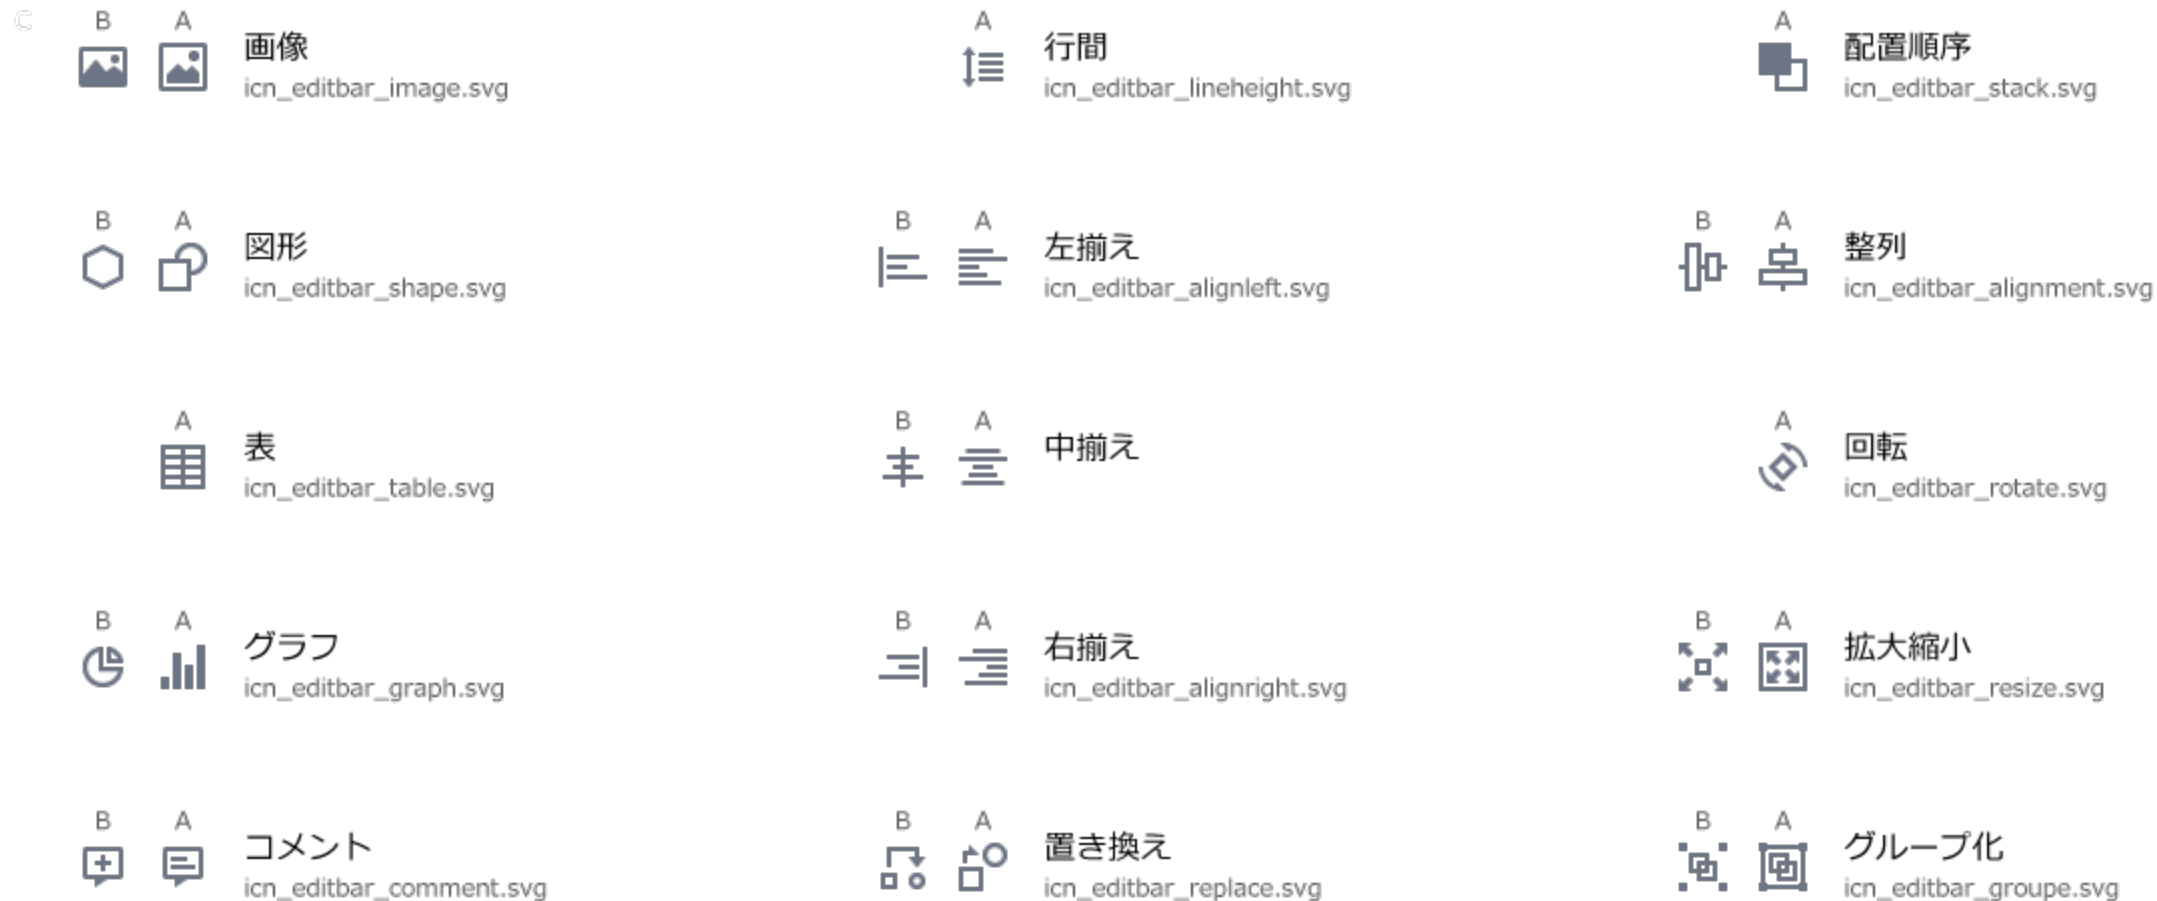 C
B A
画像
icn_editbar_image.svg
A
行間
icn_editbar_lineheight.svg
A
配置順序
icn_editbar_stack.svg
B A
図形
icn_editbar_shape.svg
B A
左揃え
icn_editbar_alignleft.svg
B A
整列
icn_editbar_alignment.svg
A
表
icn_editbar_table.svg
B A
中揃え
A
回転
icn_editbar_rotate.svg
B A
グラフ
icn_editbar_graph.svg
B A
右揃え
icn_editbar_alignright.svg
B A
拡大縮小
icn_editbar_resize.svg
B A
コメント
icn_editbar_comment.svg
B A
置き換え
icn_editbar_replace.svg
B A
グループ化
icn_editbar_groupe.svg